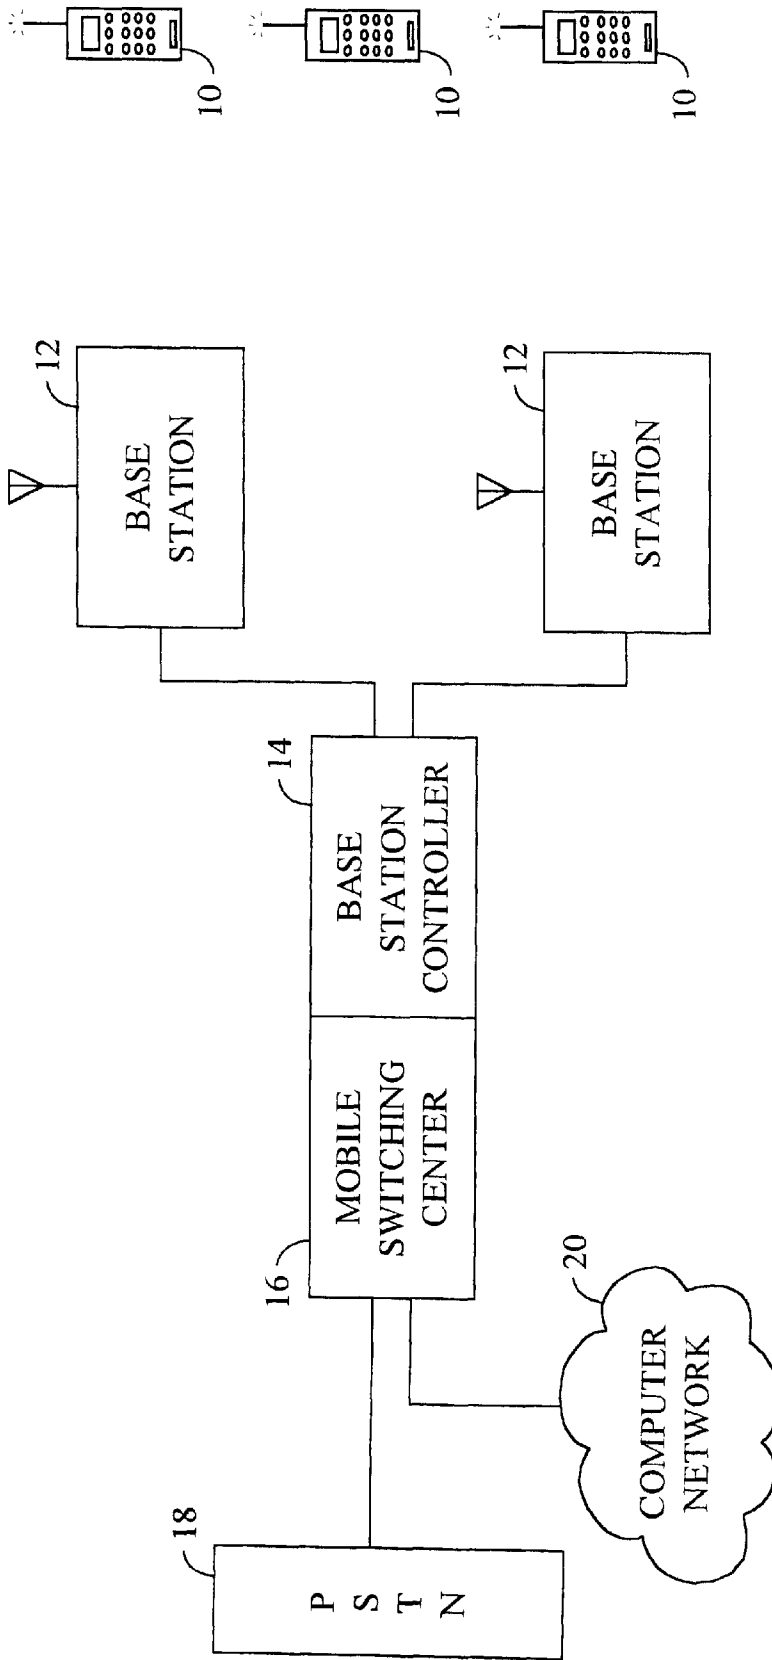 10
10
10
12
BASE
STATION
12
BASE
STATION
14
BASE
STATION
CONTROLLER
16
MOBILE
SWITCHING
CENTER
18
P
S
T
N
20
COMPUTER
NETWORK